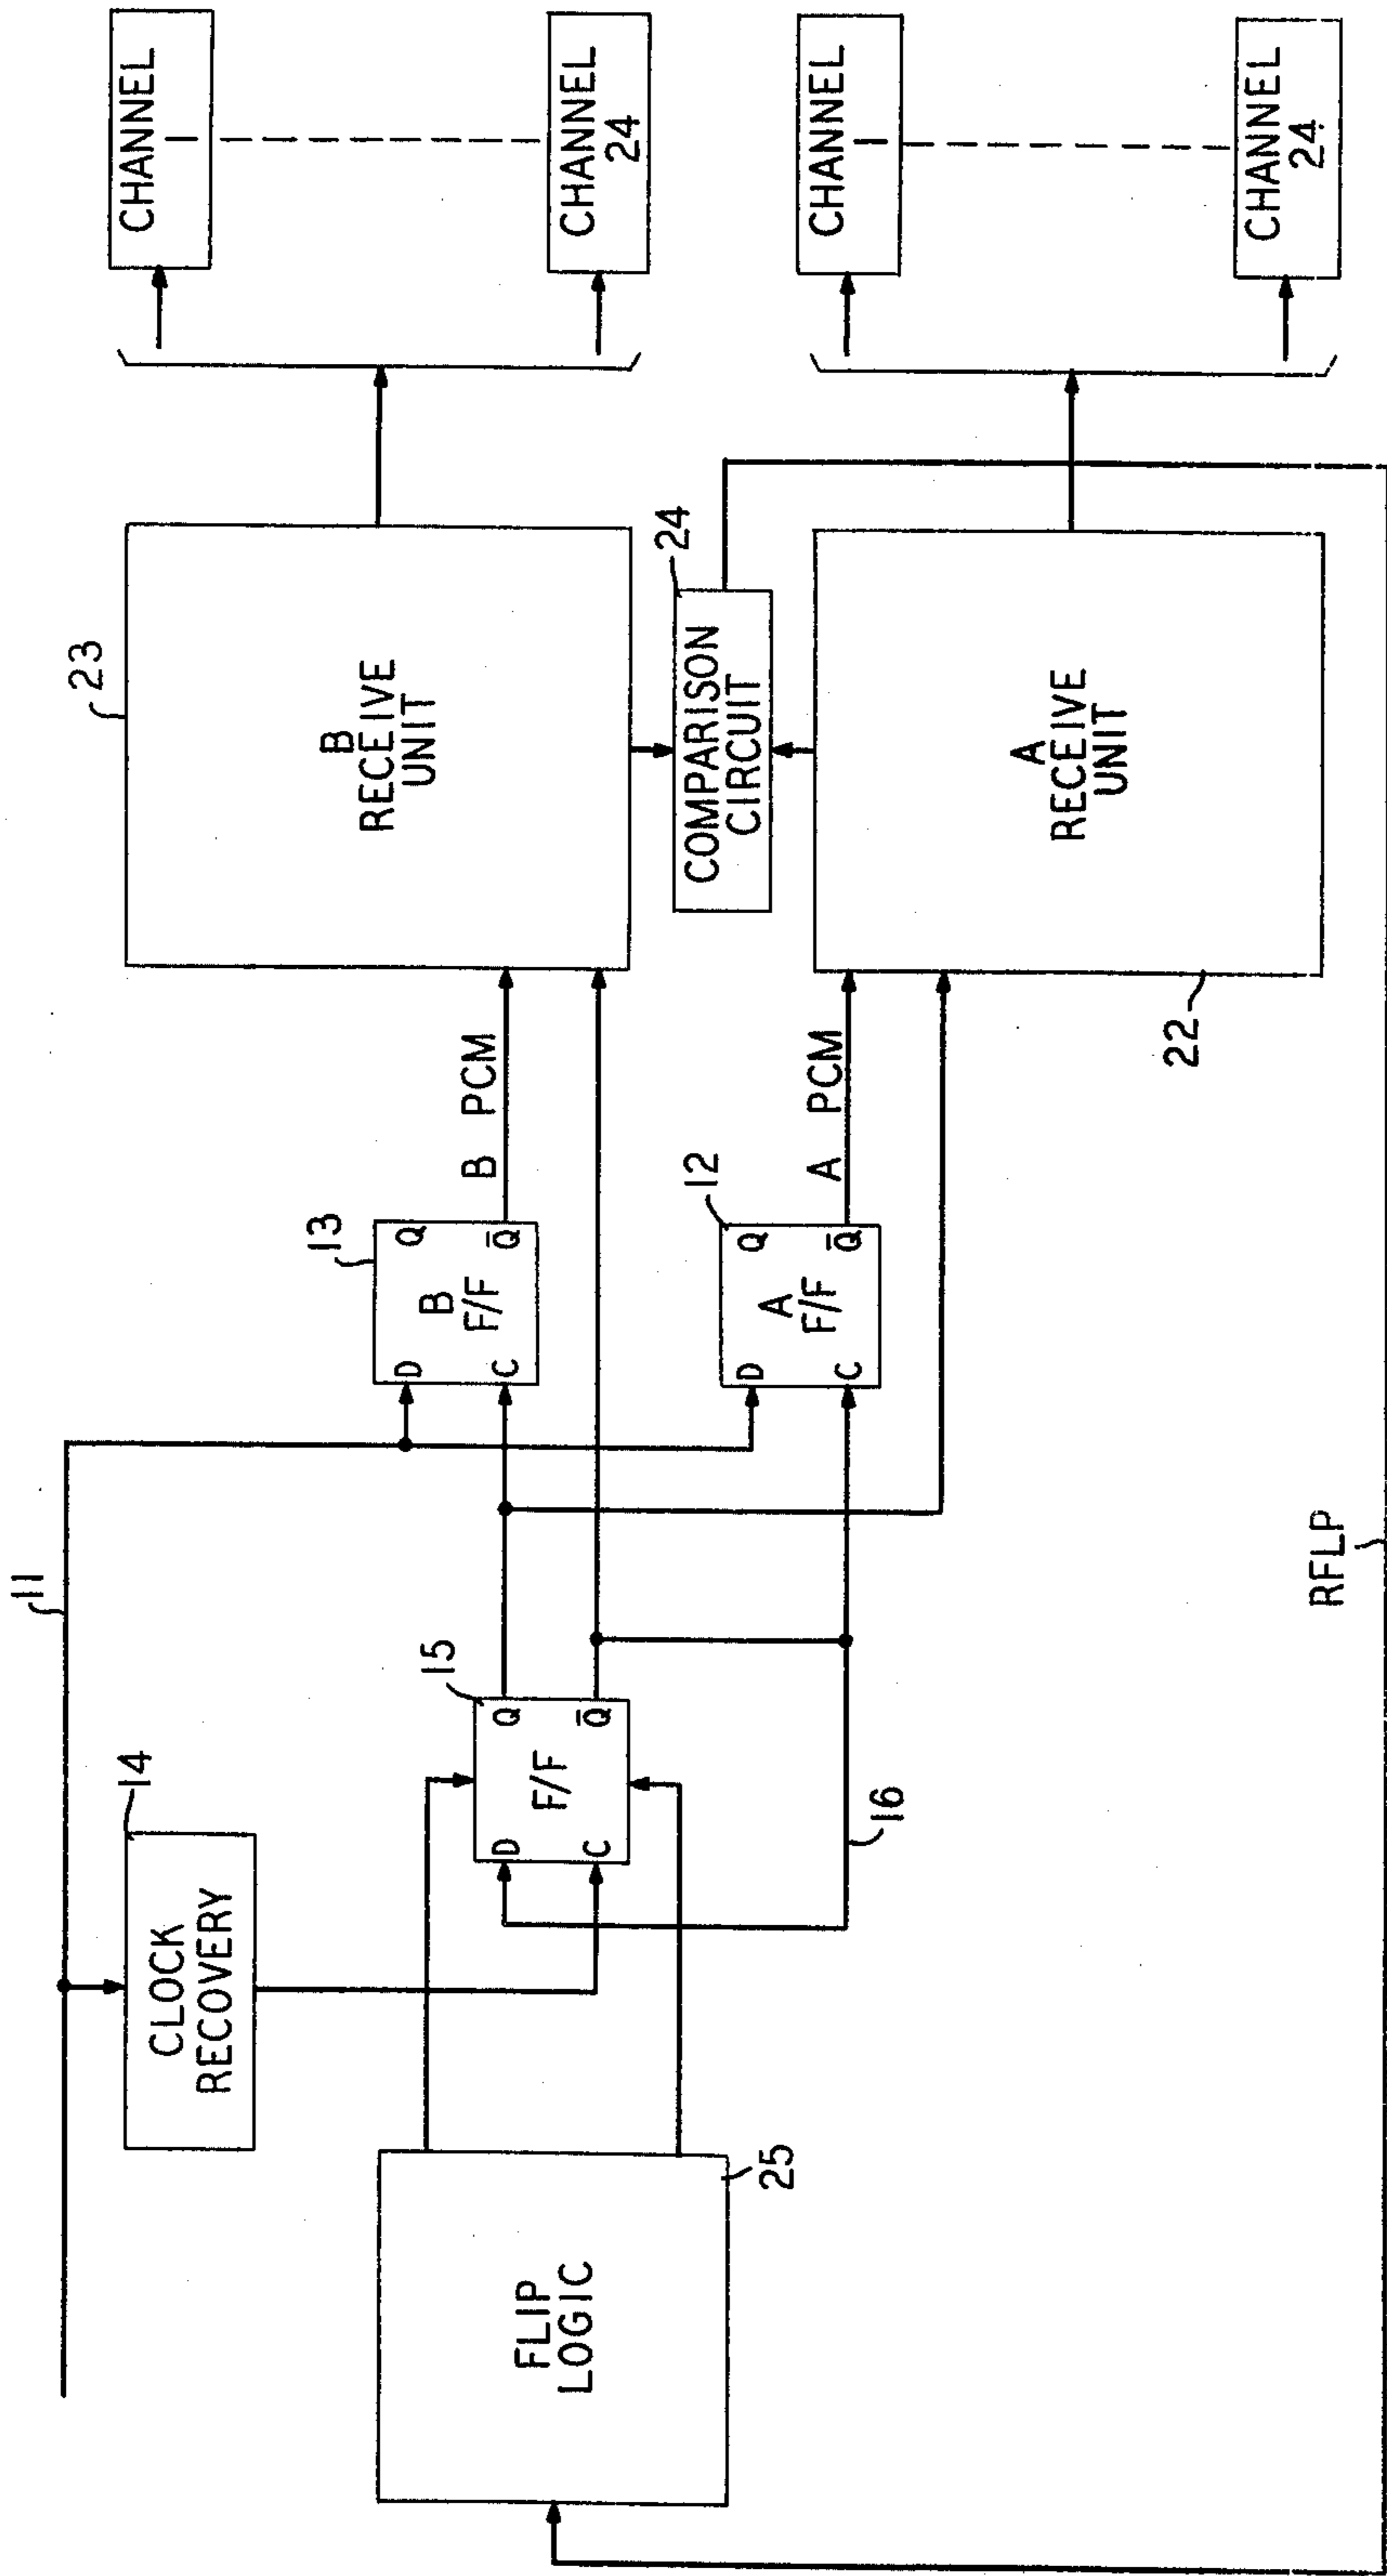 11
CLOCK
RECOVERY
14
FLIP
LOGIC
25
15
D
Q
F/F
C
Q̄
16
13
D
Q
B
F/F
C
Q̄
B PCM
12
D
Q
A
F/F
C
Q̄
A PCM
23
B
RECEIVE
UNIT
24
COMPARISON
CIRCUIT
A
RECEIVE
UNIT
22
CHANNEL
1
CHANNEL
24
CHANNEL
1
CHANNEL
24
RFLP